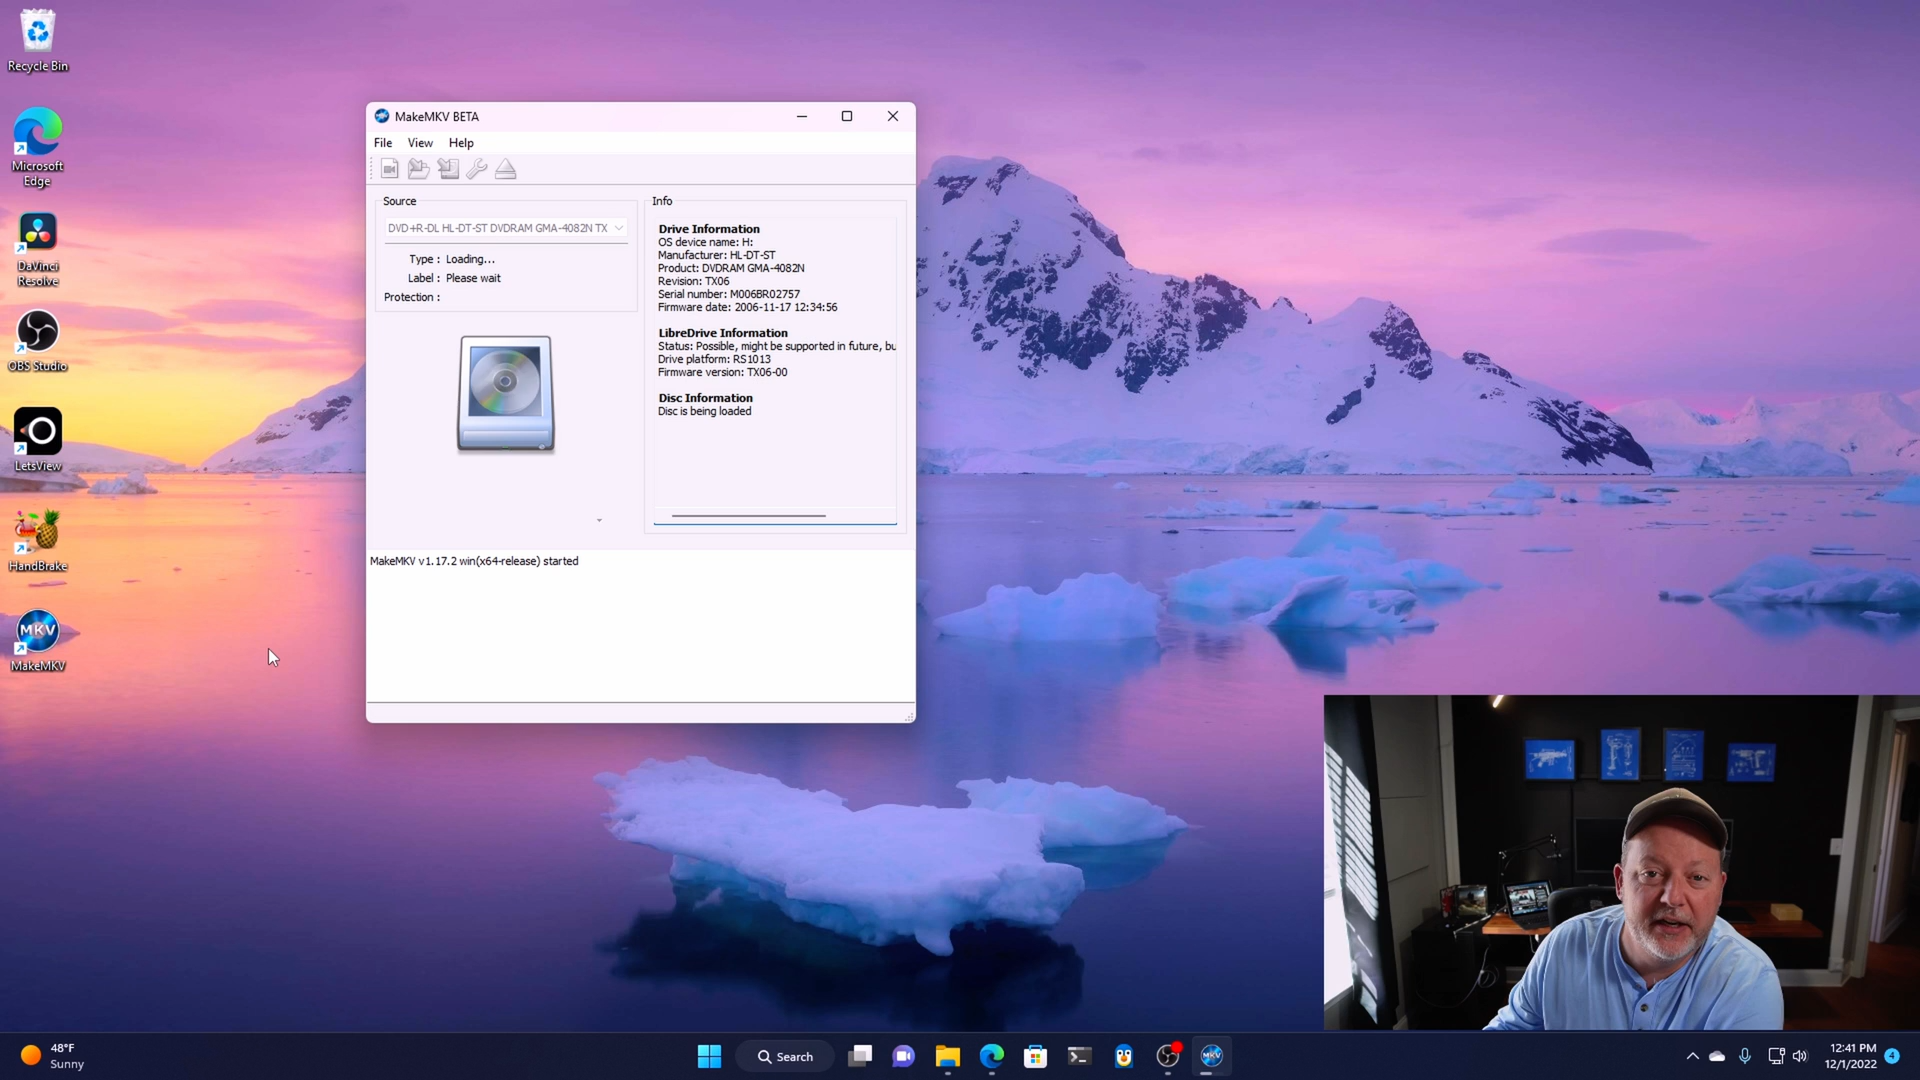 Recycle Bin
Microsoft
Edge
DaVinci
Resolve
OBS Studio
LetsView
HandBrake
MKV
MakeMKV
MakeMKV BETA
File View Help
Source
DVD+R-DL HL-DT-ST DVDRAM GMA-4082N TX
Type : Loading...
Label : Please wait
Protection :
Info
Drive Information
OS device name: H:
Manufacturer: HL-DT-ST
Product: DVDRAM GMA-4082N
Revision: TX06
Serial number: M006BR02757
Firmware date: 2006-11-17 12:34:56
LibreDrive Information
Status: Possible, might be supported in future, bu
Drive platform: RS1013
Firmware version: TX06-00
Disc Information
Disc is being loaded
MakeMKV v1.17.2 win(x64-release) started
48°F
Sunny
Search
MKV
12:41 PM
12/1/2022
4